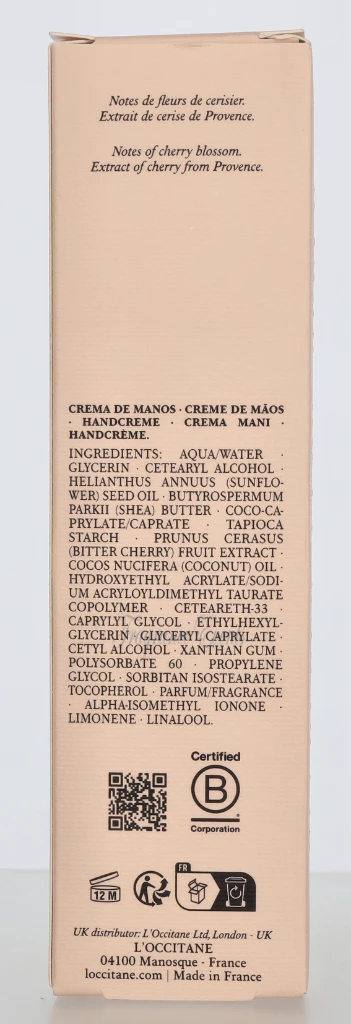 Notes de fleurs de cerisier.
Extrait de cerise de Provence.
Notes of cherry blossom.
Extract of cherry from Provence.
CREMA DE MANOS · CREME DE MÃOS
· HANDCREME · CREMA MANI ·
HANDCRÈME.
INGREDIENTS: AQUA/WATER ·
GLYCERIN · CETEARYL ALCOHOL ·
HELIANTHUS ANNUUS (SUNFLO-
WER) SEED OIL · BUTYROSPERMUM
PARKII (SHEA) BUTTER · COCO-CA-
PRYLATE/CAPRATE · TAPIOCA
STARCH · PRUNUS CERASUS
(BITTER CHERRY) FRUIT EXTRACT ·
COCOS NUCIFERA (COCONUT) OIL ·
HYDROXYETHYL ACRYLATE/SODI-
UM ACRYLOYLDIMETHYL TAURATE
COPOLYMER · CETEARETH-33 ·
CAPRYLYL GLYCOL · ETHYLHEXYL-
GLYCERIN · GLYCERYL CAPRYLATE ·
CETYL ALCOHOL · XANTHAN GUM ·
POLYSORBATE 60 · PROPYLENE
GLYCOL · SORBITAN ISOSTEARATE ·
TOCOPHEROL · PARFUM/FRAGRANCE
· ALPHA-ISOMETHYL IONONE ·
LIMONENE · LINALOOL.
Certified
B
Corporation
12 M
FR
UK distributor: L'Occitane Ltd, London - UK
L'OCCITANE
04100 Manosque - France
loccitane.com | Made in France